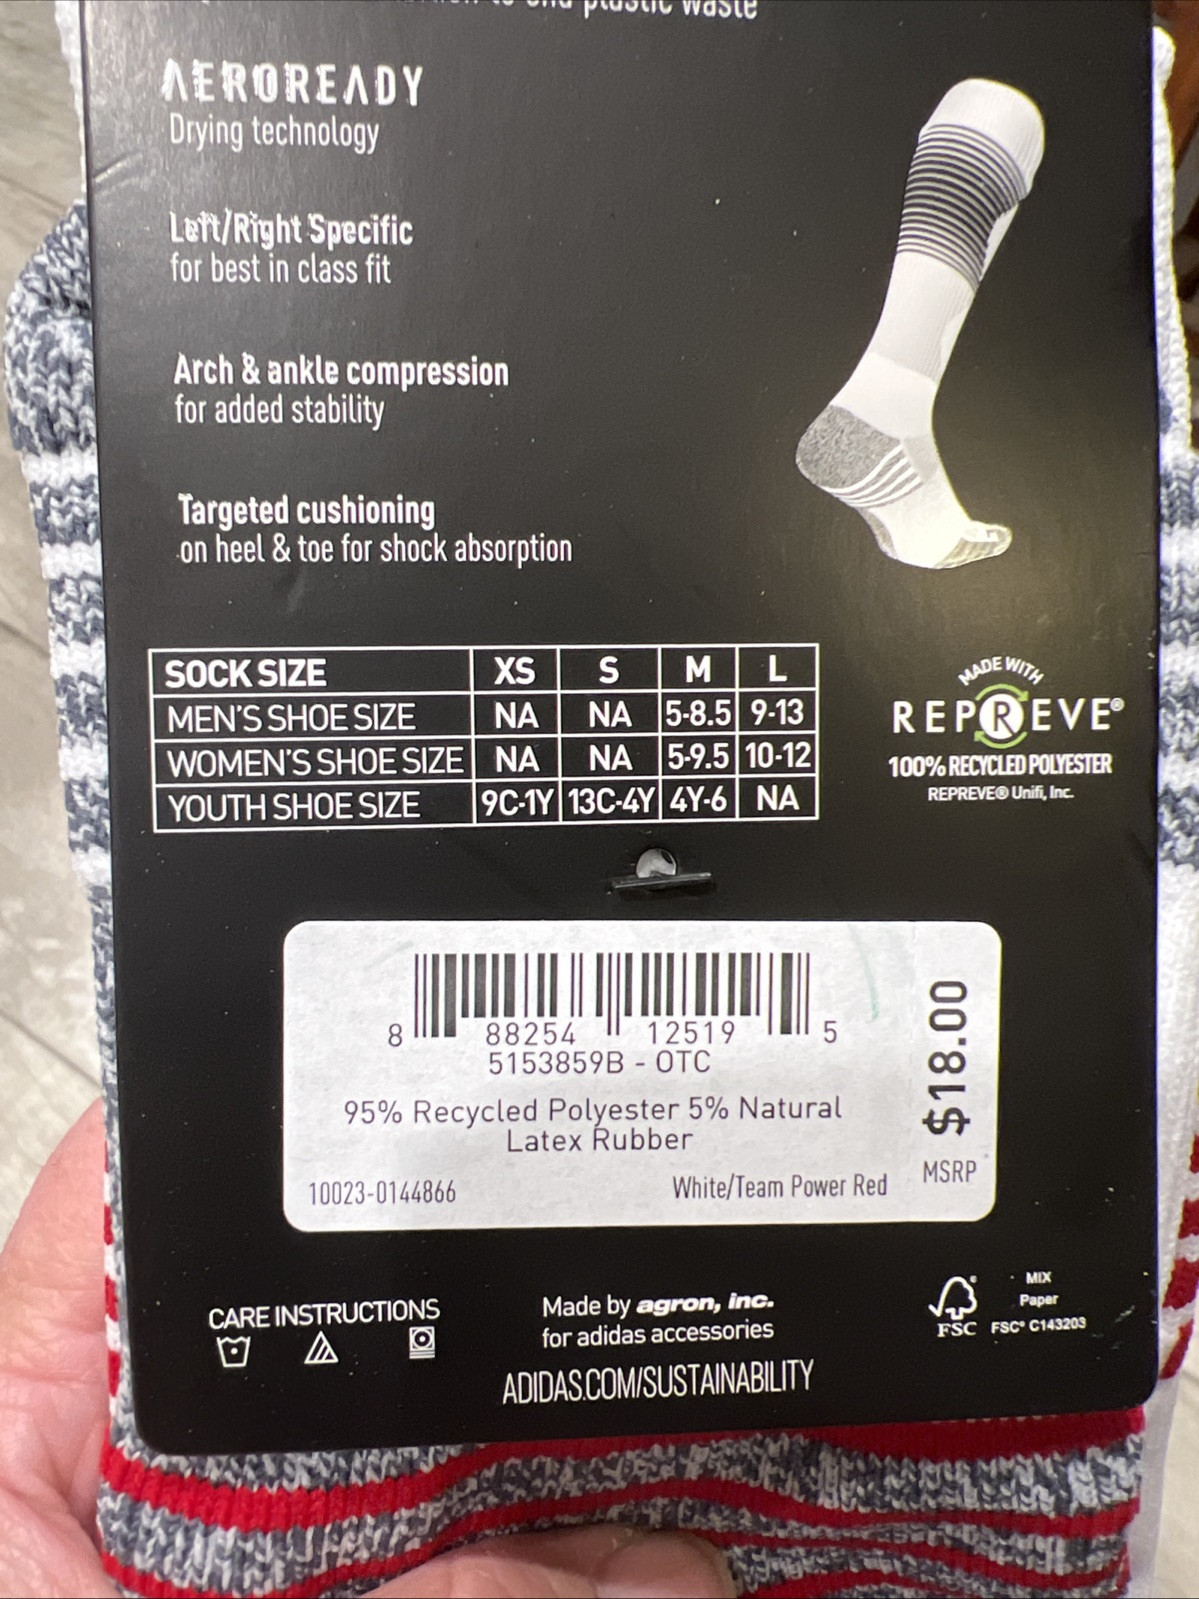 to end plastic waste
AEROREADY
Drying technology
Left/Right Specific
for best in class fit
Arch & ankle compression
for added stability
Targeted cushioning
on heel & toe for shock absorption
SOCK SIZE XS S M L
MEN'S SHOE SIZE NA NA 5-8.5 9-13
WOMEN'S SHOE SIZE NA NA 5-9.5 10-12
YOUTH SHOE SIZE 9C-1Y 13C-4Y 4Y-6 NA
MADE WITH
REPREVE®
100% RECYCLED POLYESTER
REPREVE® Unifi, Inc.
8 88254 12519 5
5153859B - OTC
95% Recycled Polyester 5% Natural
Latex Rubber
10023-0144866
White/Team Power Red
$18.00
MSRP
CARE INSTRUCTIONS
Made by agron, inc.
for adidas accessories
ADIDAS.COM/SUSTAINABILITY
FSC
MIX
Paper
FSC® C143203